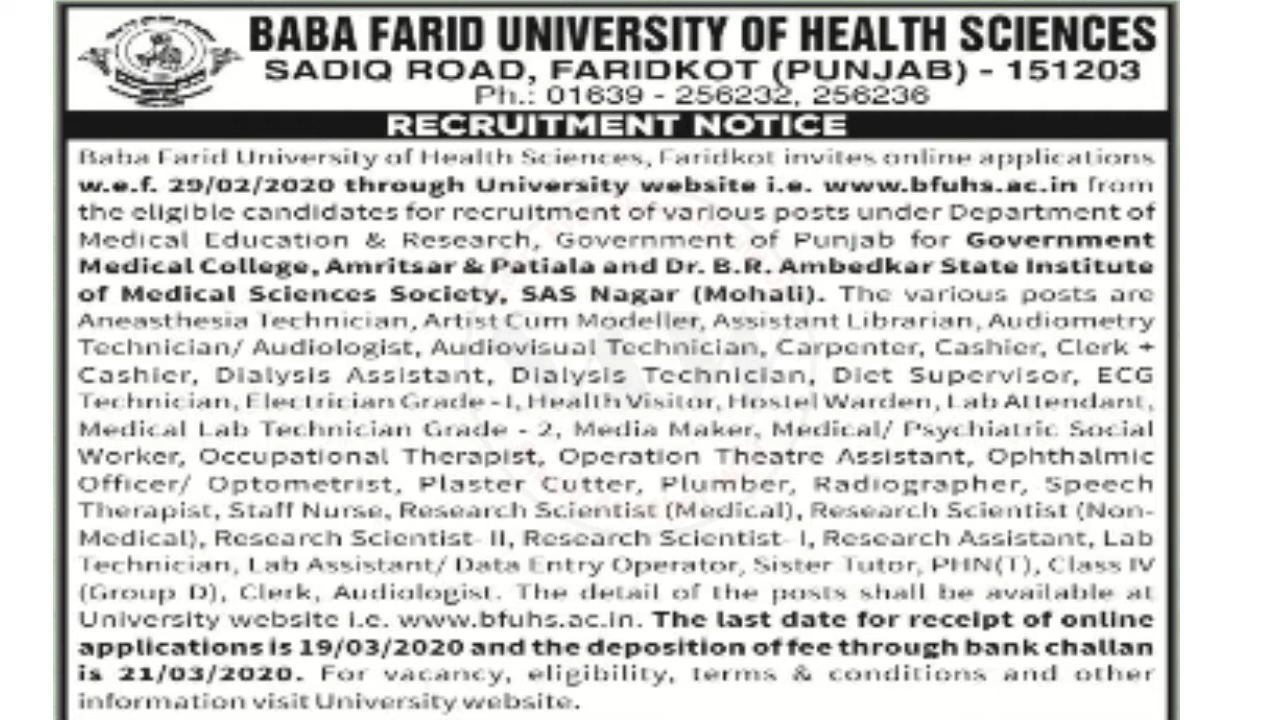 BABA FARID UNIVERSITY OF HEALTH SCIENCES
SADIQ ROAD, FARIDKOT (PUNJAB) - 151203
Ph.: 01639 - 256232, 256236
RECRUITMENT NOTICE
Baba Farid University of Health Sciences, Faridkot invites online applications
w.e.f. 29/02/2020 through University website i.e. www.bfuhs.ac.in from
the eligible candidates for recruitment of various posts under Department of
Medical Education & Research, Government of Punjab for Government
Medical College, Amritsar & Patiala and Dr. B.R. Ambedkar State Institute
of Medical Sciences Society, SAS Nagar (Mohali). The various posts are
Aneasthesia Technician, Artist Cum Modeller, Assistant Librarian, Audiometry
Technician/ Audiologist, Audiovisual Technician, Carpenter, Cashier, Clerk +
Cashier, Dialysis Assistant, Dialysis Technician, Diet Supervisor, ECG
Technician, Electrician Grade - I, Health Visitor, Hostel Warden, Lab Attendant,
Medical Lab Technician Grade - 2, Media Maker, Medical/ Psychiatric Social
Worker, Occupational Therapist, Operation Theatre Assistant, Ophthalmic
Officer/ Optometrist, Plaster Cutter, Plumber, Radiographer, Speech
Therapist, Staff Nurse, Research Scientist (Medical), Research Scientist (Non-
Medical), Research Scientist- II, Research Scientist- I, Research Assistant, Lab
Technician, Lab Assistant/ Data Entry Operator, Sister Tutor, PHN(T), Class IV
(Group D), Clerk, Audiologist. The detail of the posts shall be available at
University website i.e. www.bfuhs.ac.in. The last date for receipt of online
applications is 19/03/2020 and the deposition of fee through bank challan
is 21/03/2020. For vacancy, eligibility, terms & conditions and other
information visit University website.